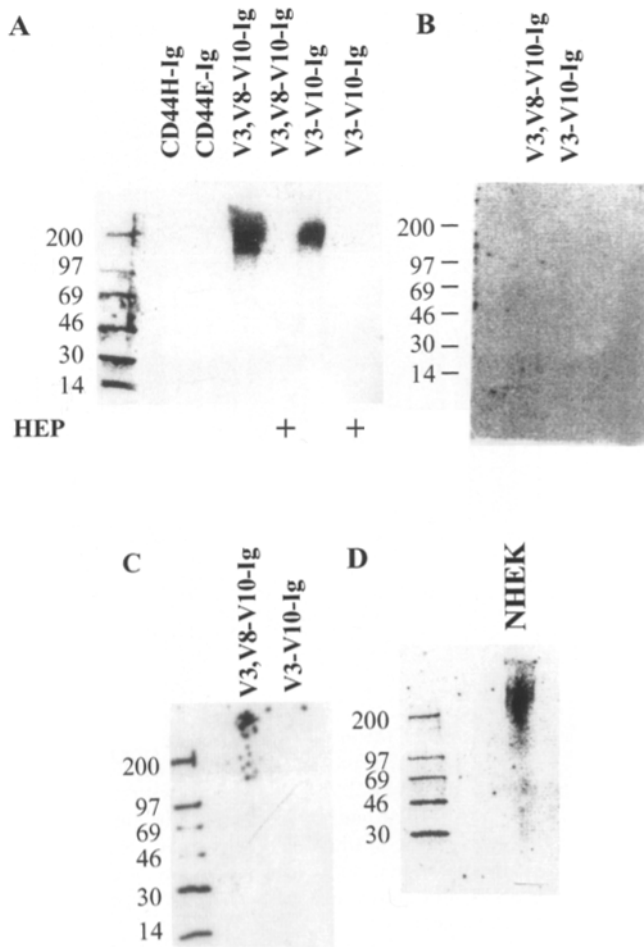 A
CD44H-Ig
CD44E-Ig
V3,V8-V10-Ig
V3,V8-V10-Ig
V3-V10-Ig
V3-V10-Ig
200
97
69
46
30
14
HEP + +
B
V3,V8-V10-Ig
V3-V10-Ig
200
97
69
46
30
14
C
V3,V8-V10-Ig
V3-V10-Ig
200
97
69
46
30
14
D
NHEK
200
97
69
46
30